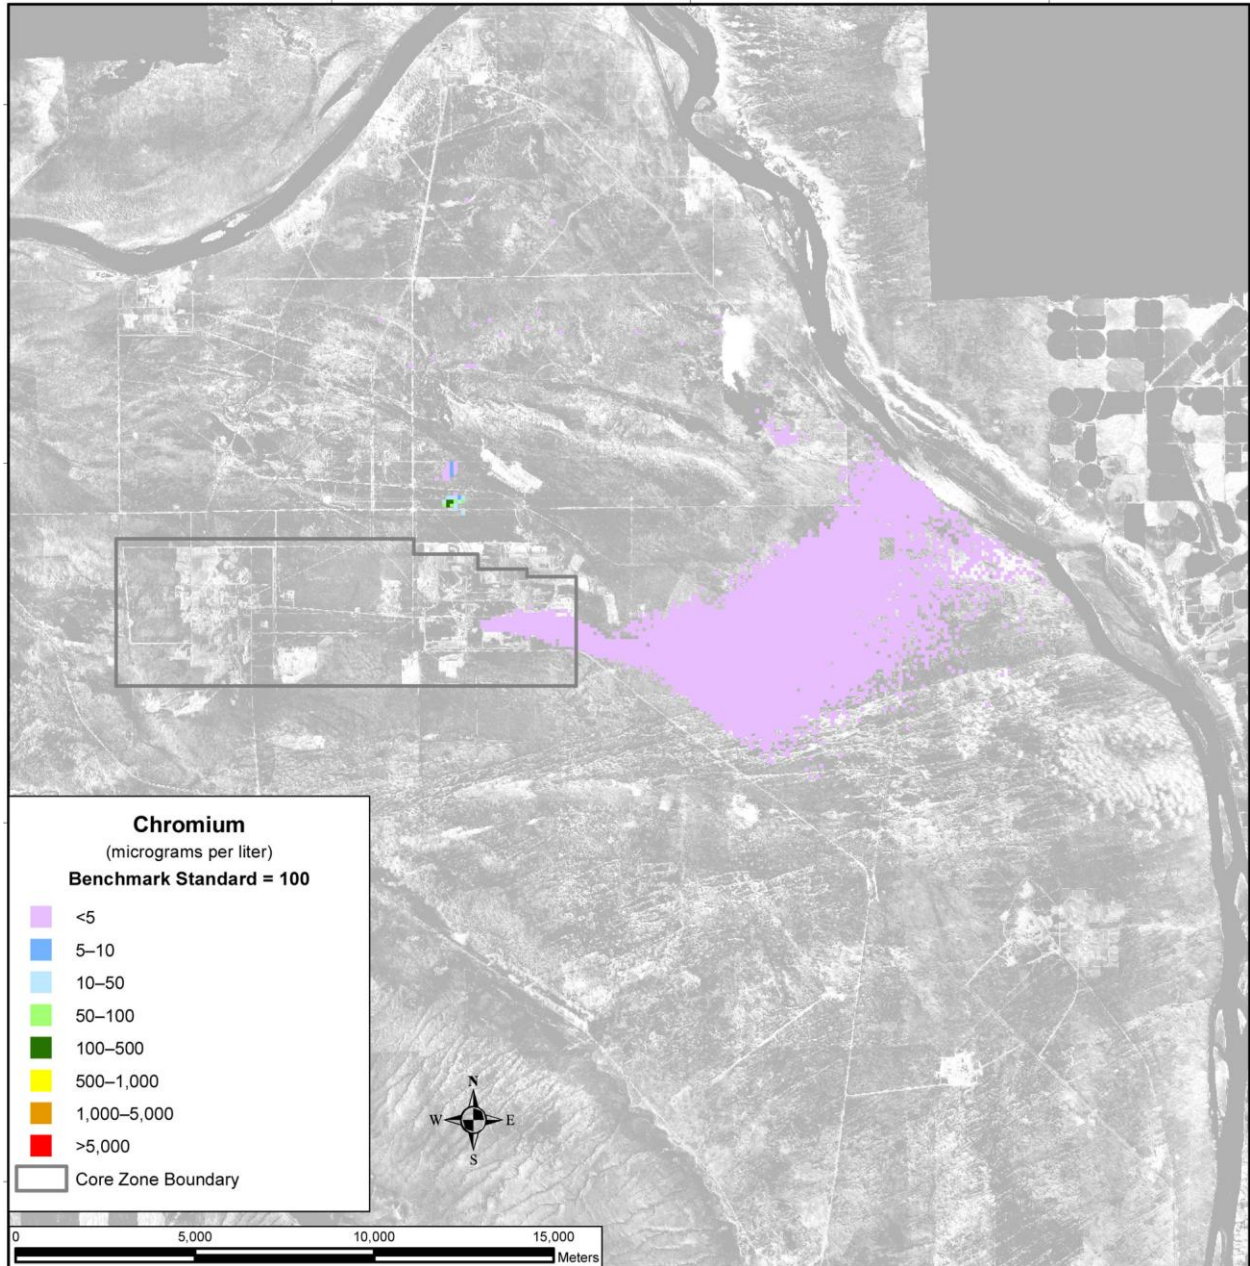 Chromium
(micrograms per liter)
Benchmark Standard = 100
<5
5–10
10–50
50–100
100–500
500–1,000
1,000–5,000
>5,000
Core Zone Boundary
N
W E
S
0 5,000 10,000 15,000
Meters